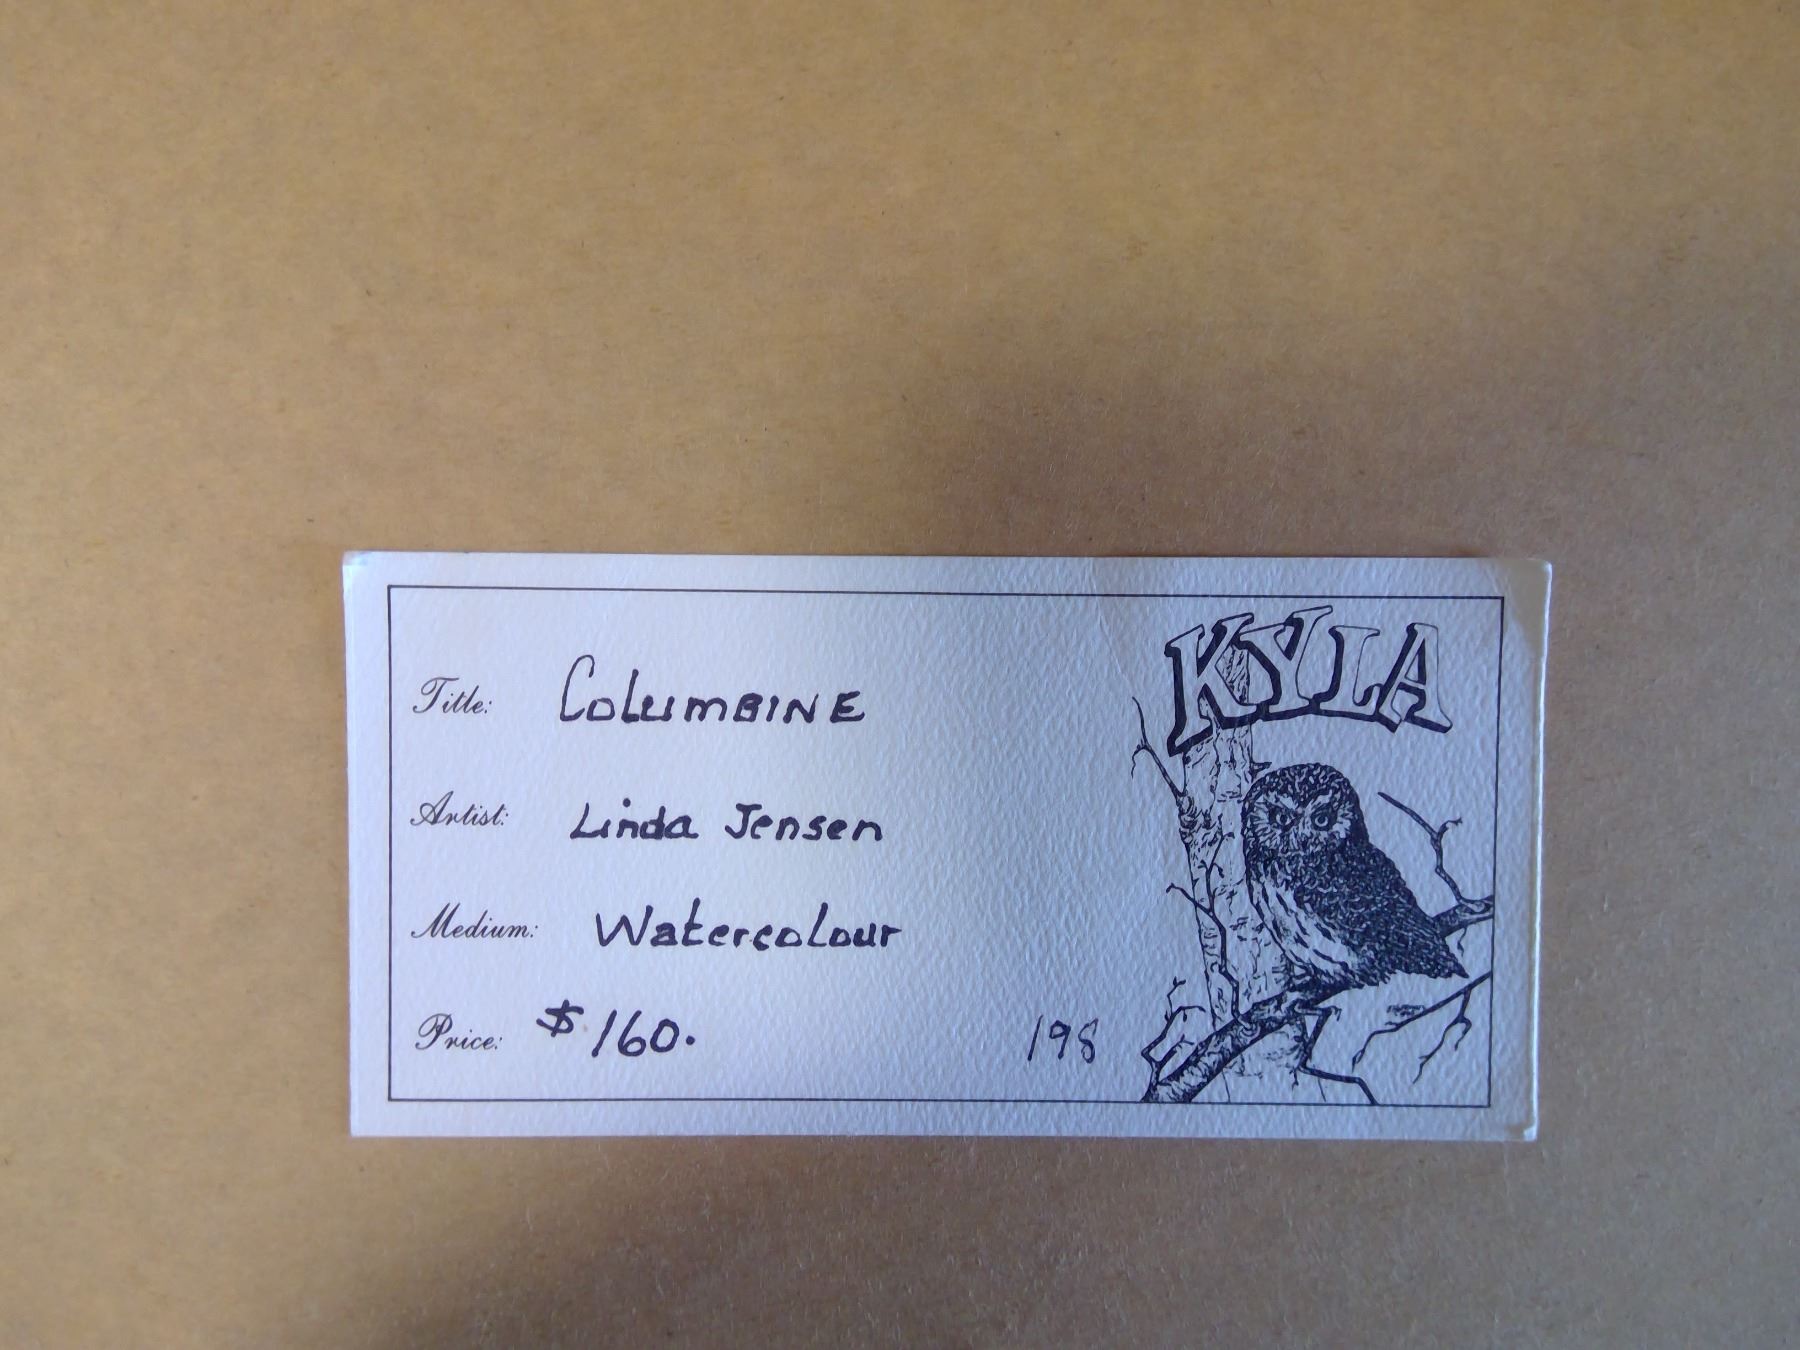 KYLA
Title: Columbine
Artist: Linda Jensen
Medium: Watercolour
Price: $160. 198